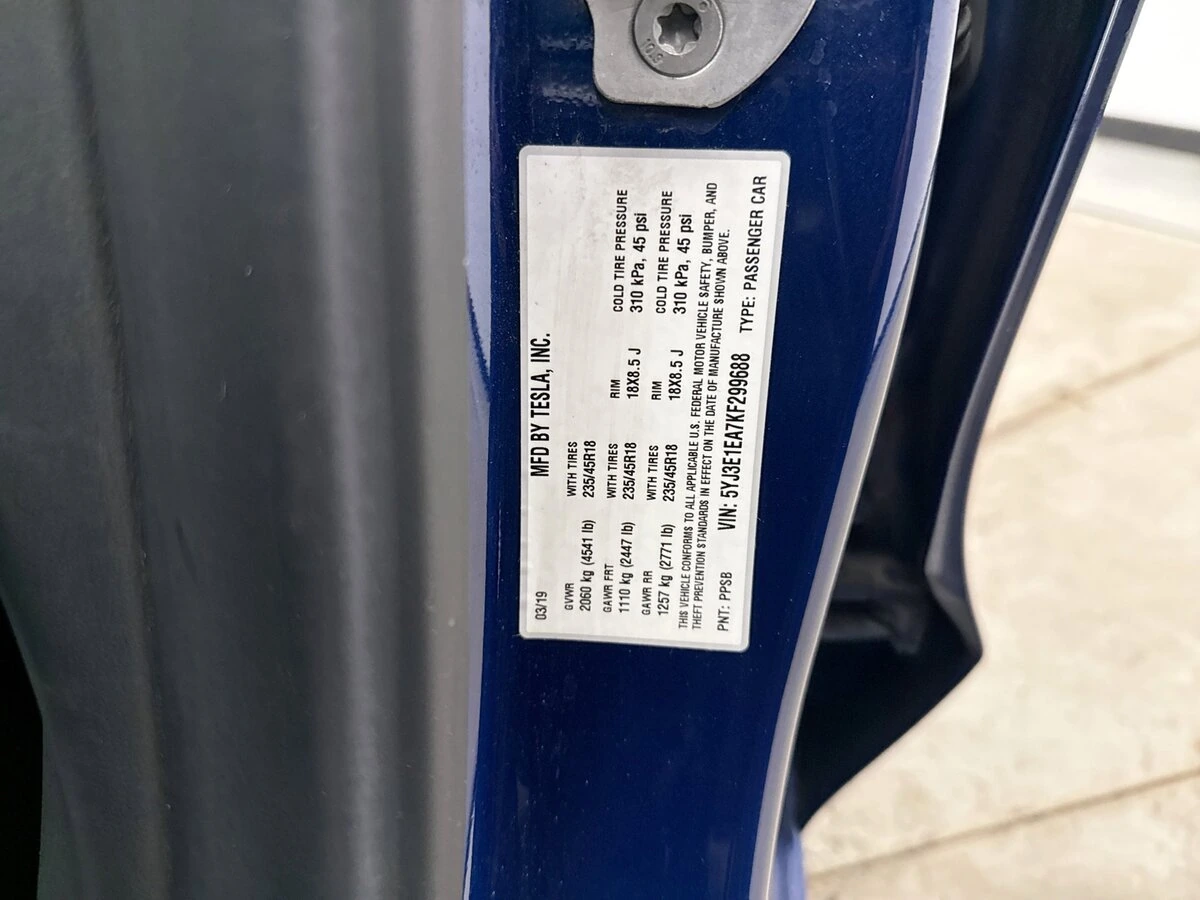 MFD BY TESLA, INC.
03/19
GVWR WITH TIRES
2060 kg (4541 lb) 235/45R18
GAWR FRT WITH TIRES RIM COLD TIRE PRESSURE
1110 kg (2447 lb) 235/45R18 18X8.5 J 310 kPa, 45 psi
GAWR RR WITH TIRES RIM COLD TIRE PRESSURE
1257 kg (2771 lb) 235/45R18 18X8.5 J 310 kPa, 45 psi
THIS VEHICLE CONFORMS TO ALL APPLICABLE U.S. FEDERAL MOTOR VEHICLE SAFETY, BUMPER, AND
THEFT PREVENTION STANDARDS IN EFFECT ON THE DATE OF MANUFACTURE SHOWN ABOVE.
PNT: PPSB VIN: 5YJ3E1EA7KF299688 TYPE: PASSENGER CAR
10.9